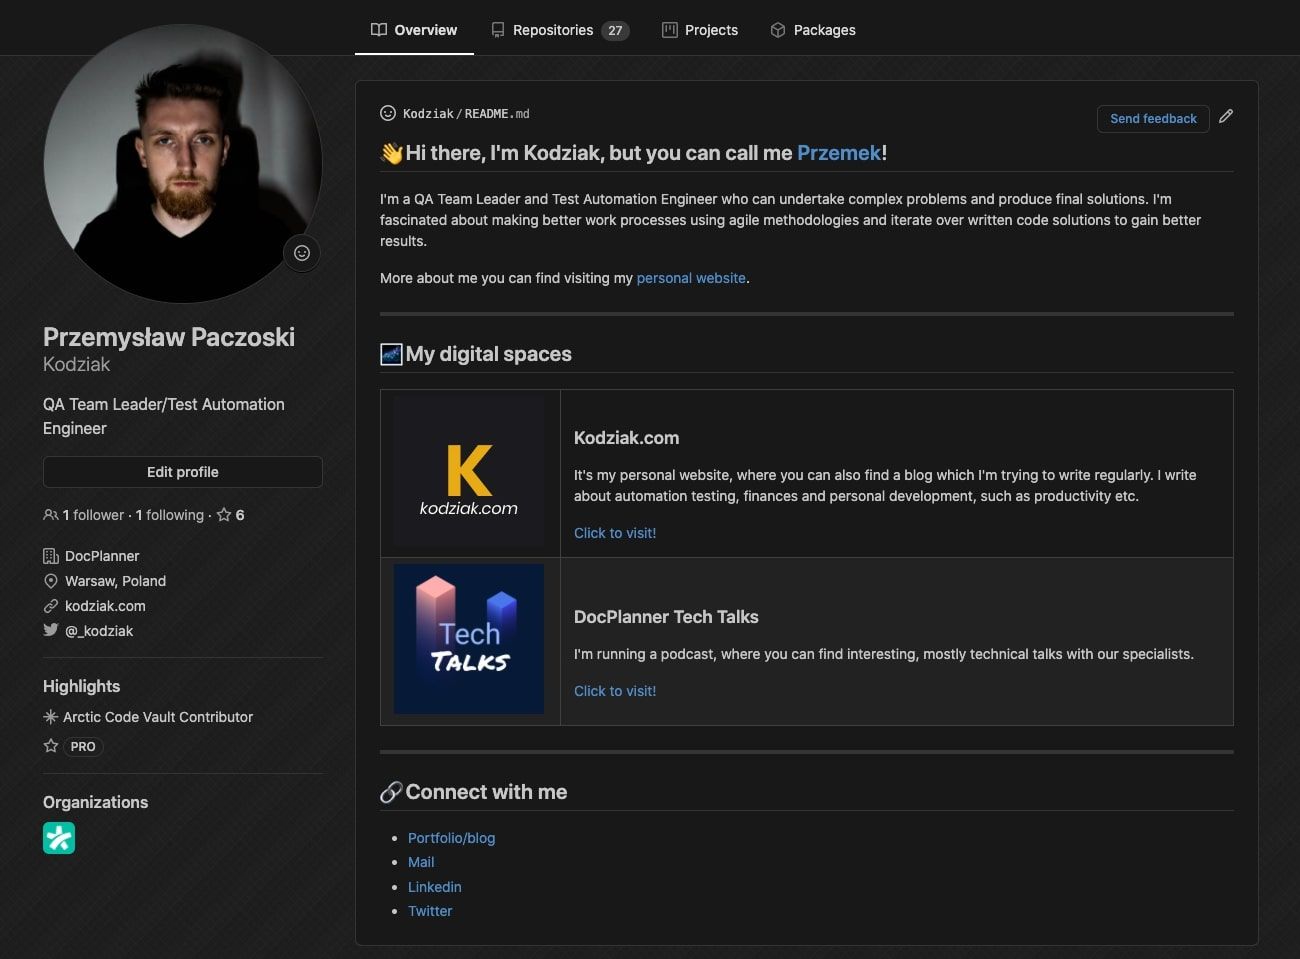 Overview
Repositories 27
Projects
Packages
Przemysław Paczoski
Kodziak
QA Team Leader/Test Automation
Engineer
Edit profile
1 follower · 1 following · 6
DocPlanner
Warsaw, Poland
kodziak.com
@_kodziak
Highlights
Arctic Code Vault Contributor
PRO
Organizations
Kodziak/README.md
Send feedback
👋Hi there, I'm Kodziak, but you can call me Przemek!
I'm a QA Team Leader and Test Automation Engineer who can undertake complex problems and produce final solutions. I'm
fascinated about making better work processes using agile methodologies and iterate over written code solutions to gain better
results.
More about me you can find visiting my personal website.
🌌My digital spaces
K
kodziak.com
Kodziak.com
It's my personal website, where you can also find a blog which I'm trying to write regularly. I write
about automation testing, finances and personal development, such as productivity etc.
Click to visit!
Tech
TALKS
DocPlanner Tech Talks
I'm running a podcast, where you can find interesting, mostly technical talks with our specialists.
Click to visit!
🔗Connect with me
• Portfolio/blog
• Mail
• Linkedin
• Twitter